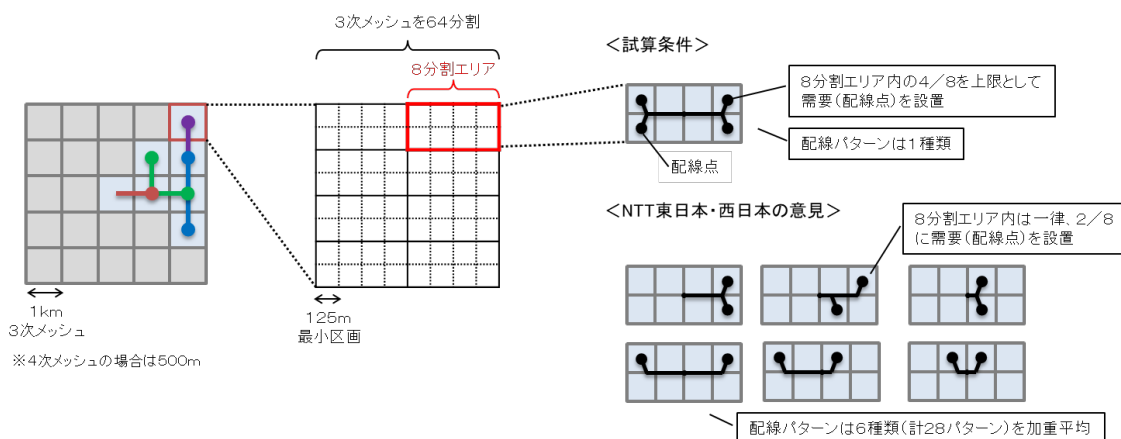 3次メッシュを64分割
8分割エリア
1km
3次メッシュ
※4次メッシュの場合は500m
125m
最小区画
＜試算条件＞
8分割エリア内の4／8を上限として
需要(配線点)を設置
配線パターンは1種類
配線点
＜NTT東日本・西日本の意見＞
8分割エリア内は一律、2／8
に需要(配線点)を設置
配線パターンは6種類(計28パターン)を加重平均